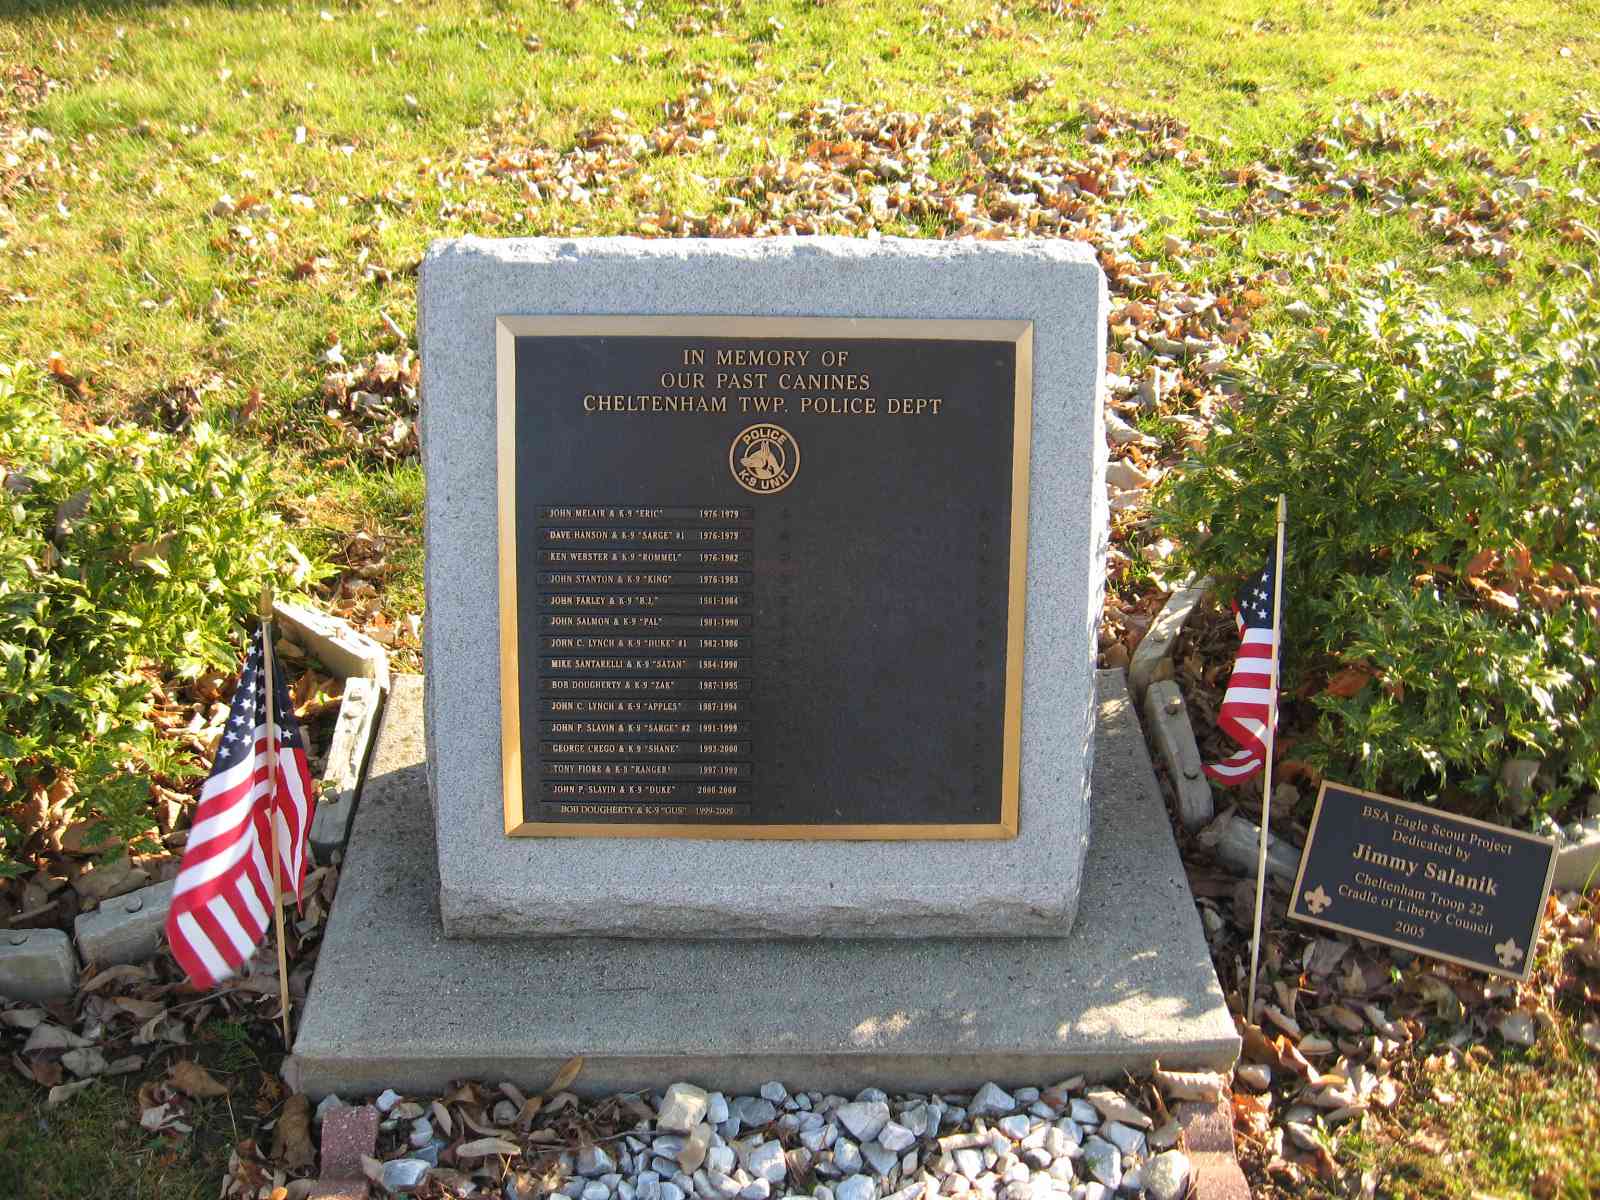 IN MEMORY OF
OUR PAST CANINES
CHELTENHAM TWP. POLICE DEPT
POLICE
K-9 UNIT
JOHN MELAIR & K-9 "ERIC" 1976-1979
DAVE HANSON & K-9 "SARGE" #1 1976-1979
KEN WEBSTER & K-9 "ROMMEL" 1976-1982
JOHN STANTON & K-9 "KING" 1976-1983
JOHN FARLEY & K-9 "B.J." 1981-1984
JOHN SALMON & K-9 "PAL" 1981-1990
JOHN C. LYNCH & K-9 "DUKE" #1 1982-1986
MIKE SANTARELLI & K-9 "SATAN" 1984-1990
BOB DOUGHERTY & K-9 "ZAK" 1987-1995
JOHN C. LYNCH & K-9 "APPLES" 1987-1994
JOHN P. SLAVIN & K-9 "SARGE" #2 1991-1999
GEORGE CREGO & K-9 "SHANE" 1993-2000
TONY FIORE & K-9 "RANGER" 1997-1999
JOHN P. SLAVIN & K-9 "DUKE" 2000-2008
BOB DOUGHERTY & K-9 "GUS" 1999-2009
BSA Eagle Scout Project
Dedicated by
Jimmy Salanik
Cheltenham Troop 22
Cradle of Liberty Council
2005